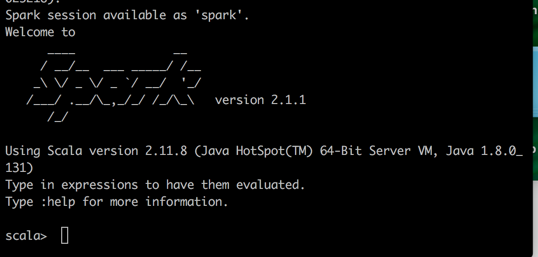 Spark session available as 'spark'.
Welcome to
      ____              __
     / __/__  ___ _____/ /__
    _\ \/ _ \/ _ `/ __/  '_/
   /___/ .__/\_,_/_/ /_/\_\   version 2.1.1
      /_/
Using Scala version 2.11.8 (Java HotSpot(TM) 64-Bit Server VM, Java 1.8.0_
131)
Type in expressions to have them evaluated.
Type :help for more information.
scala>